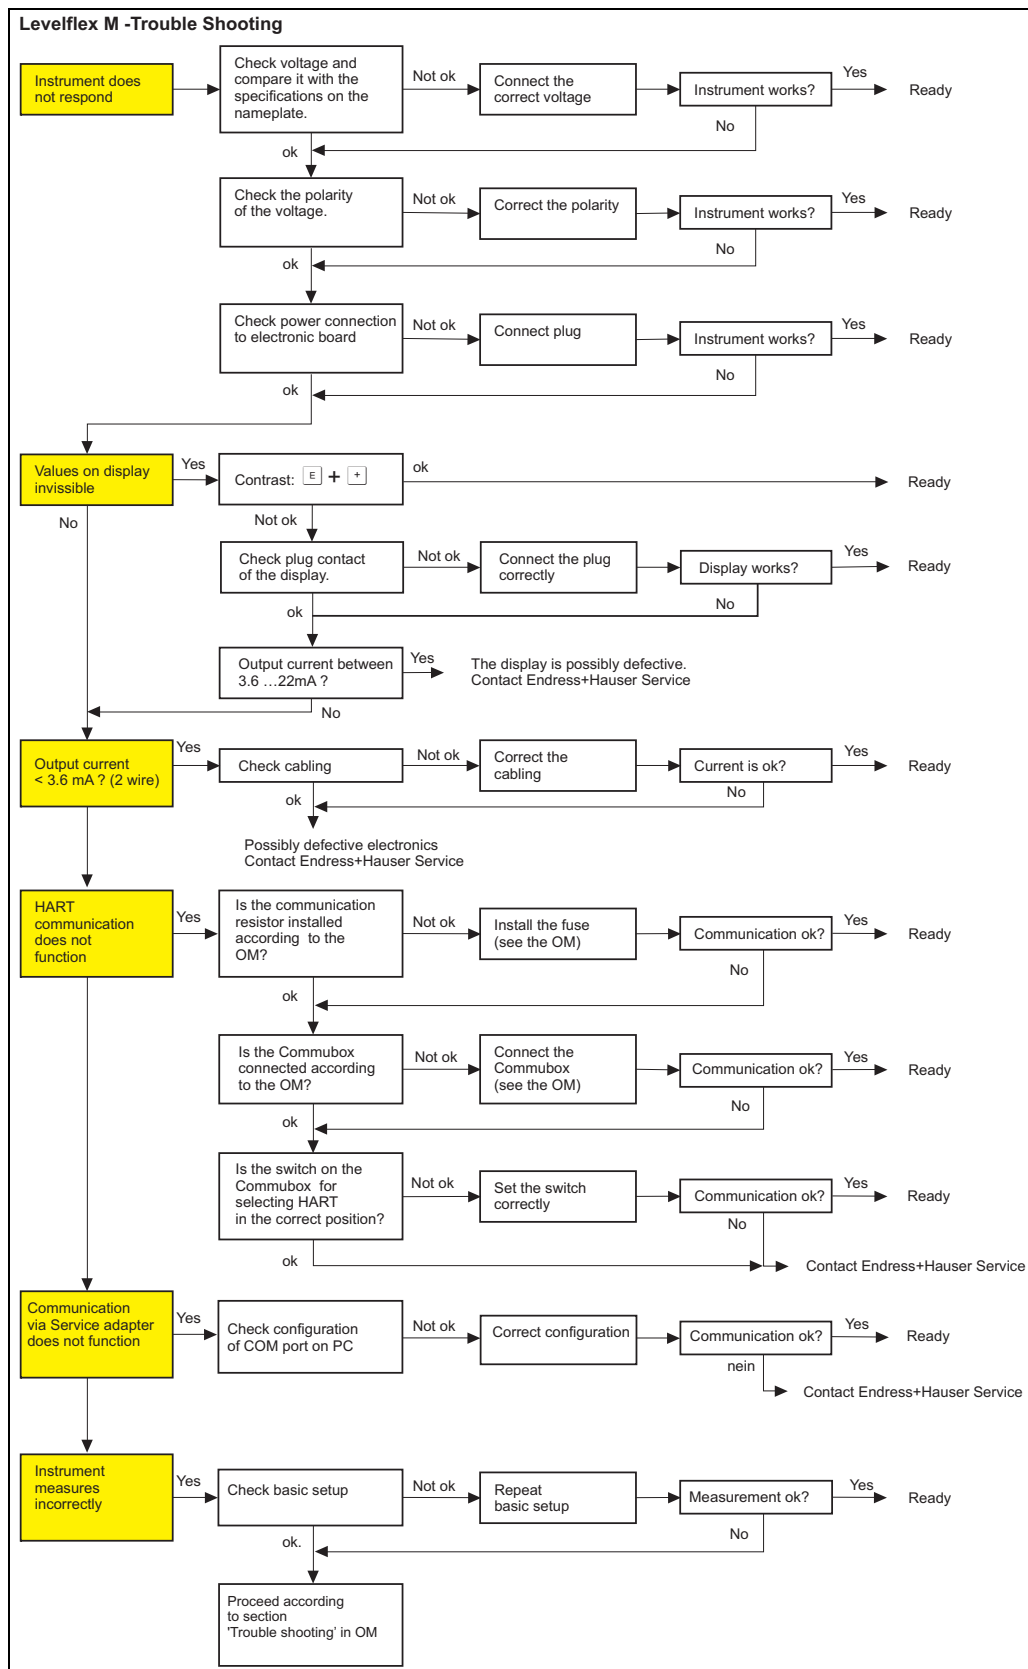 Levelflex M -Trouble Shooting
Instrument does
not respond
Check voltage and
compare it with the
specifications on the
nameplate.
Not ok
Connect the
correct voltage
Instrument works?
Yes
Ready
No
ok
Check the polarity
of the voltage.
Not ok
Correct the polarity
Instrument works?
Yes
Ready
No
ok
Check power connection
to electronic board
Not ok
Connect plug
Instrument works?
Yes
Ready
No
ok
Values on display
invissible
Yes
Contrast: E + +
ok
Ready
No
Not ok
Check plug contact
of the display.
Not ok
Connect the plug
correctly
Display works?
Yes
Ready
No
ok
Output current between
3.6 ...22mA ?
Yes
The display is possibly defective.
Contact Endress+Hauser Service
No
Output current
< 3.6 mA ? (2 wire)
Yes
Check cabling
Not ok
Correct the
cabling
Current is ok?
Yes
Ready
No
ok
Possibly defective electronics
Contact Endress+Hauser Service
HART
communication
does not
function
Yes
Is the communication
resistor installed
according to the
OM?
Not ok
Install the fuse
(see the OM)
Communication ok?
Yes
Ready
No
ok
Is the Commubox
connected according
to the OM?
Not ok
Connect the
Commubox
(see the OM)
Communication ok?
Yes
Ready
No
ok
Is the switch on the
Commubox for
selecting HART
in the correct position?
Not ok
Set the switch
correctly
Communication ok?
Yes
Ready
No
ok
Contact Endress+Hauser Service
Communication
via Service adapter
does not function
Yes
Check configuration
of COM port on PC
Not ok
Correct configuration
Communication ok?
Yes
Ready
nein
Contact Endress+Hauser Service
Instrument
measures
incorrectly
Yes
Check basic setup
Not ok
Repeat
basic setup
Measurement ok?
Yes
Ready
No
ok.
Proceed according
to section
'Trouble shooting' in OM